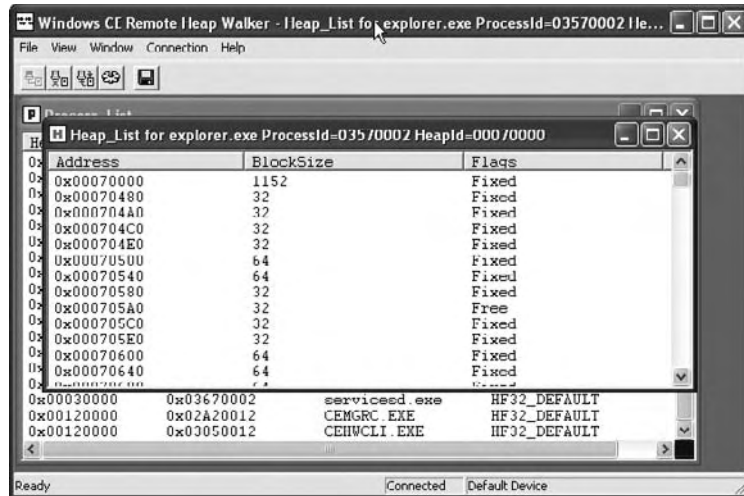 Windows CE Remote Heap Walker - Heap_List for explorer.exe ProcessId=03570002 He...
File View Window Connection Help
Process_List
Heap_List for explorer.exe ProcessId=03570002 HeapId=00070000
Address BlockSize Flags
0x00070000 1152 Fixed
0x00070480 32 Fixed
0x000704A0 32 Fixed
0x000704C0 32 Fixed
0x000704E0 32 Fixed
0x00070500 64 Fixed
0x00070540 64 Fixed
0x00070580 32 Fixed
0x000705A0 32 Free
0x000705C0 32 Fixed
0x000705E0 32 Fixed
0x00070600 64 Fixed
0x00070640 64 Fixed
0x00030000 0x03670002 servicesd.exe HF32_DEFAULT
0x00120000 0x02A20012 CEMGRC.EXE HF32_DEFAULT
0x00120000 0x03050012 CEHWCLI.EXE HF32_DEFAULT
Ready Connected Default Device